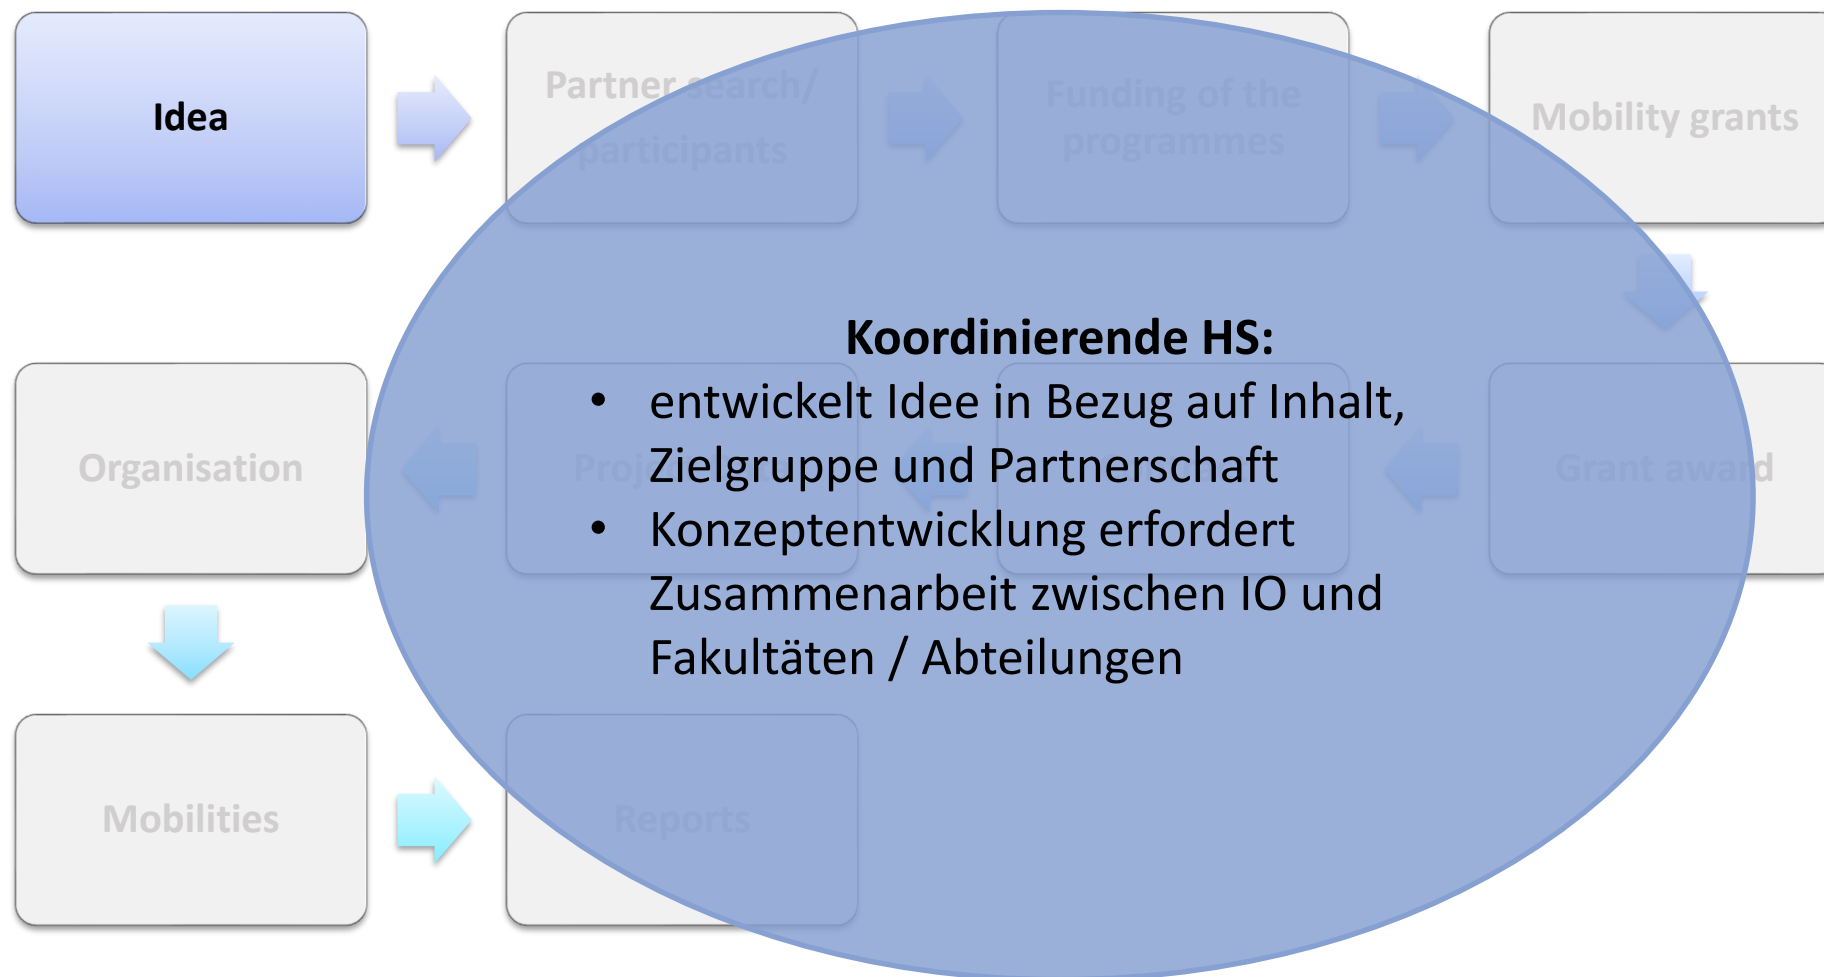 Idea
Partner search/
participants
Funding of the
programmes
Mobility grants
Koordinierende HS:
• entwickelt Idee in Bezug auf Inhalt,
Zielgruppe und Partnerschaft
• Konzeptentwicklung erfordert
Zusammenarbeit zwischen IO und
Fakultäten / Abteilungen
Organisation
Grant award
Mobilities
Reports